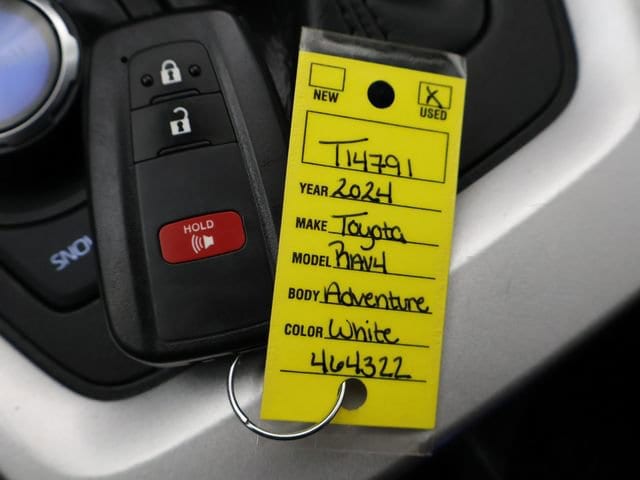 NEW
X
USED
T14791
YEAR 2024
MAKE Toyota
MODEL RAV4
BODY Adventure
COLOR White
464322
HOLD
SNOW